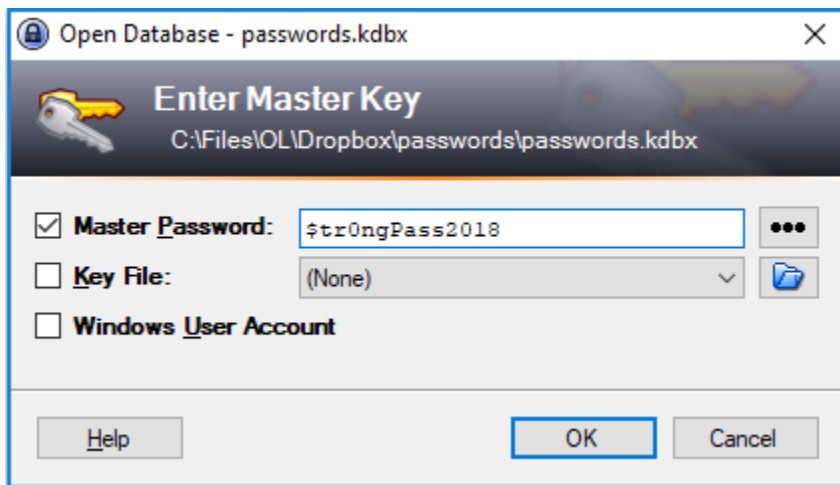 Open Database - passwords.kdbx
Enter Master Key
C:\Files\OL\Dropbox\passwords\passwords.kdbx
Master Password: $tr0ngPass2018
Key File: (None)
Windows User Account
Help OK Cancel